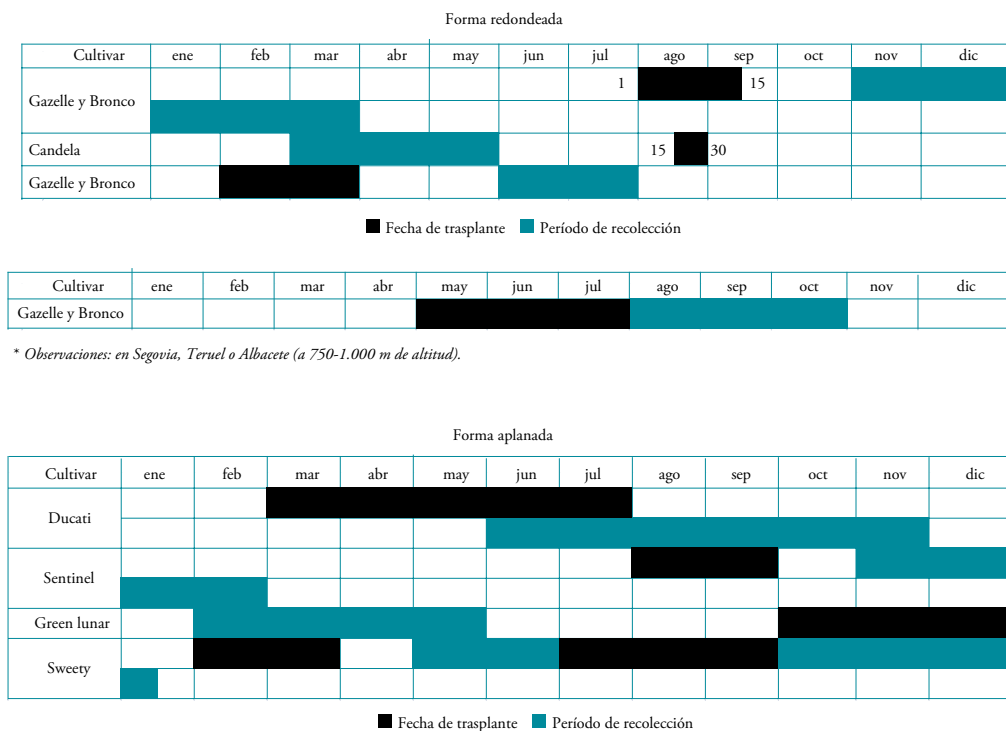 Forma redondeada
Cultivar ene feb mar abr may jun jul ago sep oct nov dic
1 15
Gazelle y Bronco
Candela 15 30
Gazelle y Bronco
Fecha de trasplante Período de recolección
Cultivar ene feb mar abr may jun jul ago sep oct nov dic
Gazelle y Bronco
* Observaciones: en Segovia, Teruel o Albacete (a 750-1.000 m de altitud).
Forma aplanada
Cultivar ene feb mar abr may jun jul ago sep oct nov dic
Ducati
Sentinel
Green lunar
Sweety
Fecha de trasplante Período de recolección